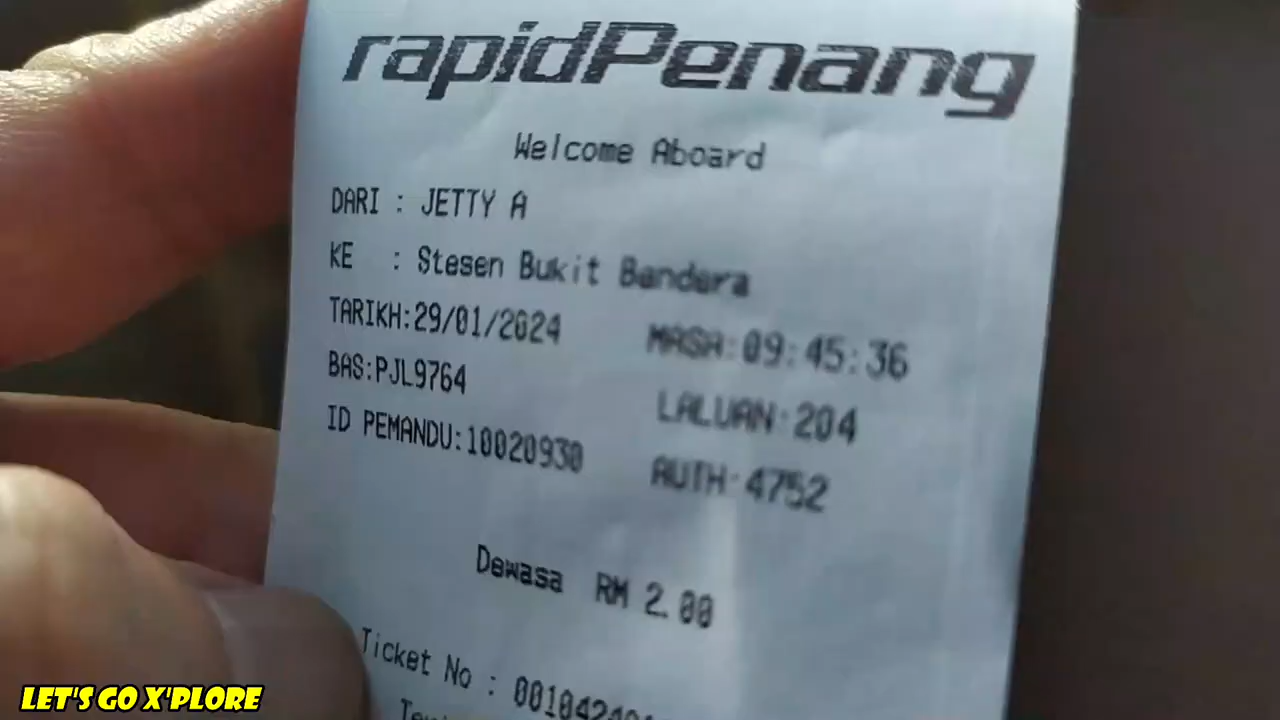 rapidPenang
Welcome Aboard
DARI : JETTY A
KE : Stesen Bukit Bendera
TARIKH:29/01/2024 MASA:09:45:36
BAS:PJL9764 LALUAN:204
ID PEMANDU:10020930 AUTH:4752
Dewasa RM 2.00
Ticket No :
LET'S GO X'PLORE